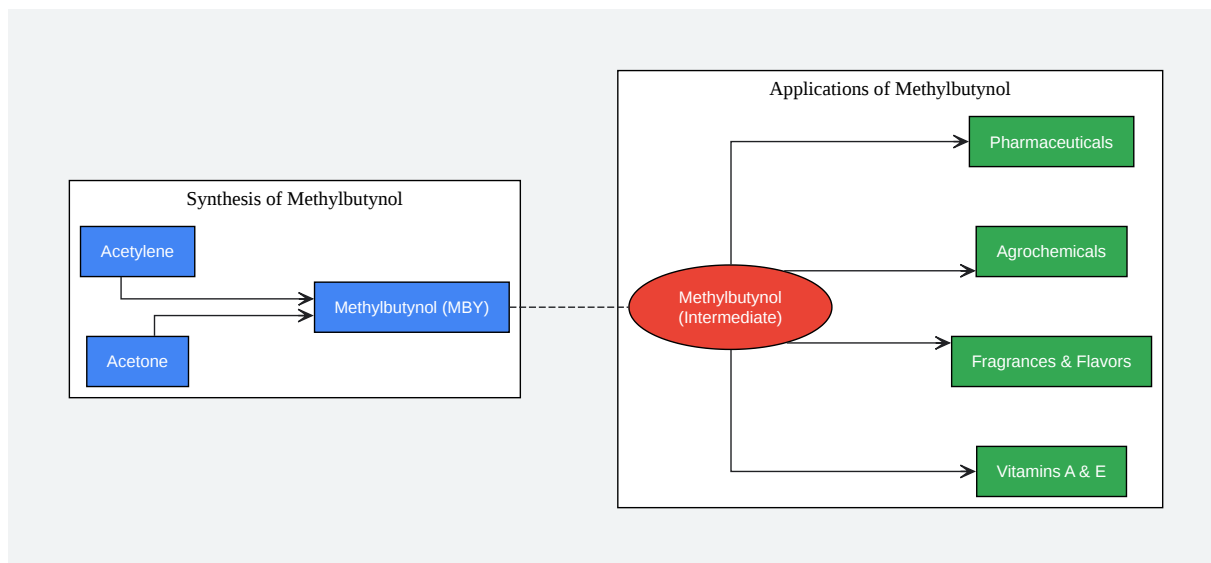 Synthesis of Methylbutynol
Acetylene
Acetone
Methylbutynol (MBY)
Applications of Methylbutynol
Methylbutynol
(Intermediate)
Pharmaceuticals
Agrochemicals
Fragrances & Flavors
Vitamins A & E